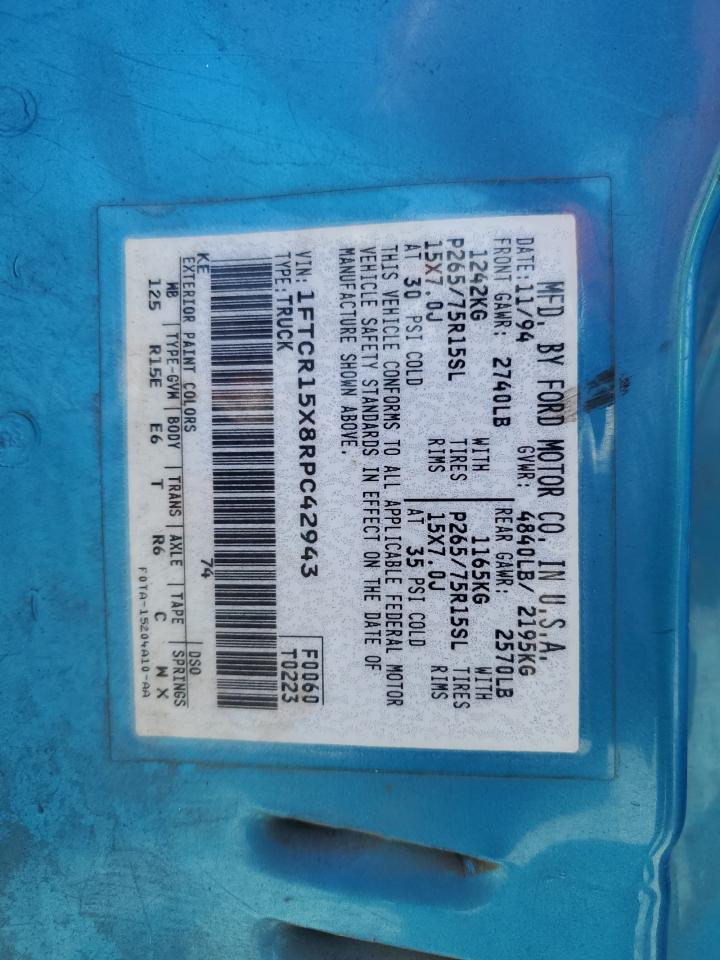 MFD. BY FORD MOTOR CO. IN U.S.A.
DATE: 11/94 GVWR: 4840LB/ 2195KG
FRONT GAWR: 2740LB REAR GAWR: 2570LB
1242KG WITH 1165KG WITH
P265/75R15SL TIRES P265/75R15SL TIRES
15X7.0J RIMS 15X7.0J RIMS
AT 30 PSI COLD AT 35 PSI COLD
THIS VEHICLE CONFORMS TO ALL APPLICABLE FEDERAL MOTOR
VEHICLE SAFETY STANDARDS IN EFFECT ON THE DATE OF
MANUFACTURE SHOWN ABOVE.
VIN: 1FTCR15X8RPC42943 F0060
TYPE: TRUCK T0223
KE 74
EXTERIOR PAINT COLORS DSO
WB TYPE-GVM BODY TRANS AXLE TAPE SPRINGS
125 R15E E6 T R6 C W X
F0TA-15204A10-AA